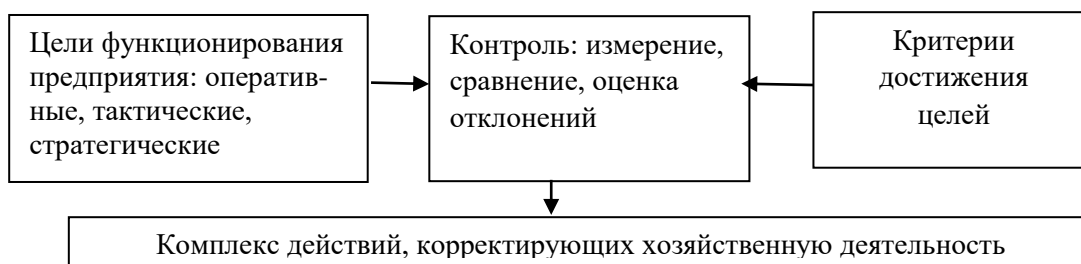 Цели функционирования
предприятия: оператив-
ные, тактические,
стратегические
Контроль: измерение,
сравнение, оценка
отклонений
Критерии
достижения
целей
Комплекс действий, корректирующих хозяйственную деятельность